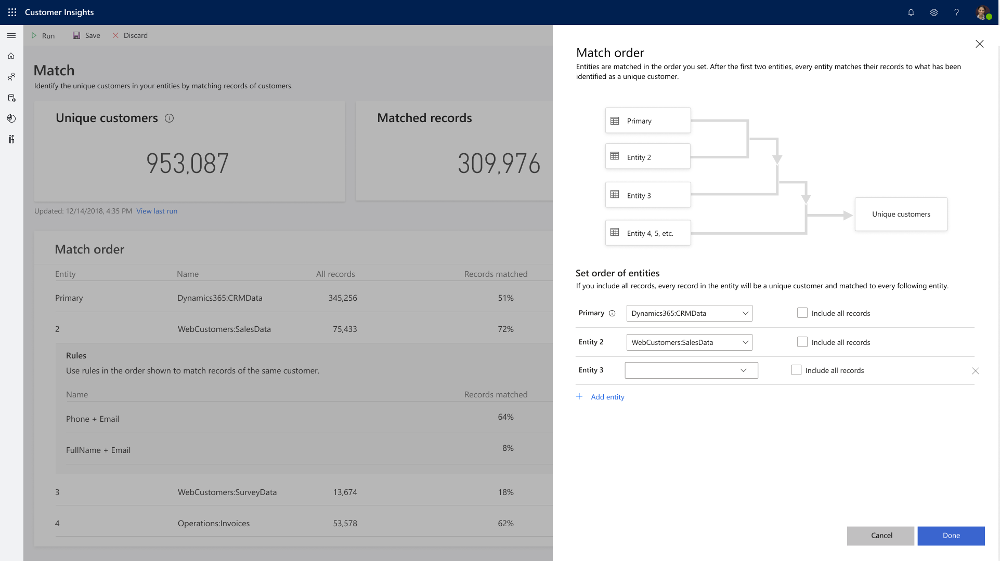 Customer Insights
?
Run
Save
Discard
Match
Identify the unique customers in your entities by matching records of customers.
Unique customers
953,087
Matched records
309,976
Updated: 12/14/2018, 4:35 PM View last run
Match order
Entity Name All records Records matched
Primary Dynamics365:CRMData 345,256 51%
2 WebCustomers:SalesData 75,433 72%
Rules
Use rules in the order shown to match records of the same customer.
Name Records matched
Phone + Email 64%
FullName + Email 8%
3 WebCustomers:SurveyData 13,674 18%
4 Operations:Invoices 53,578 62%
Match order
Entities are matched in the order you set. After the first two entities, every entity matches their records to what has been
identified as a unique customer.
Primary
Entity 2
Entity 3
Entity 4, 5, etc.
Unique customers
Set order of entities
If you include all records, every record in the entity will be a unique customer and matched to every following entity.
Primary Dynamics365:CRMData Include all records
Entity 2 WebCustomers:SalesData Include all records
Entity 3 Include all records
+ Add entity
Cancel Done